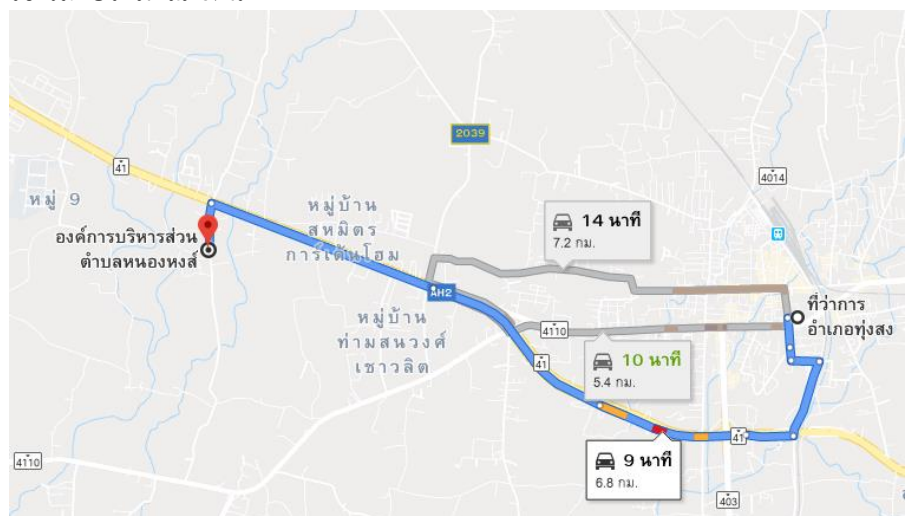 41
2039
4014
หมู่ 9
หมู่บ้าน
สหมิตร
การ์เด้นโฮม
องค์การบริหารส่วน
ตำบลหนองหงส์
14 นาที
7.2 กม.
AH2
ที่ว่าการ
อำเภอทุ่งสง
หมู่บ้าน
ท่ามสนวงศ์
เชาวลิต
4110
10 นาที
5.4 กม.
41
41
9 นาที
6.8 กม.
4110
403